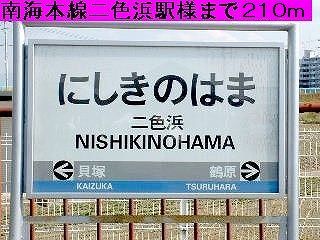 南海本線二色浜駅様まで210m
にしきのはま
二色浜
NISHIKINOHAMA
貝塚 鶴原
KAIZUKA TSURUHARA